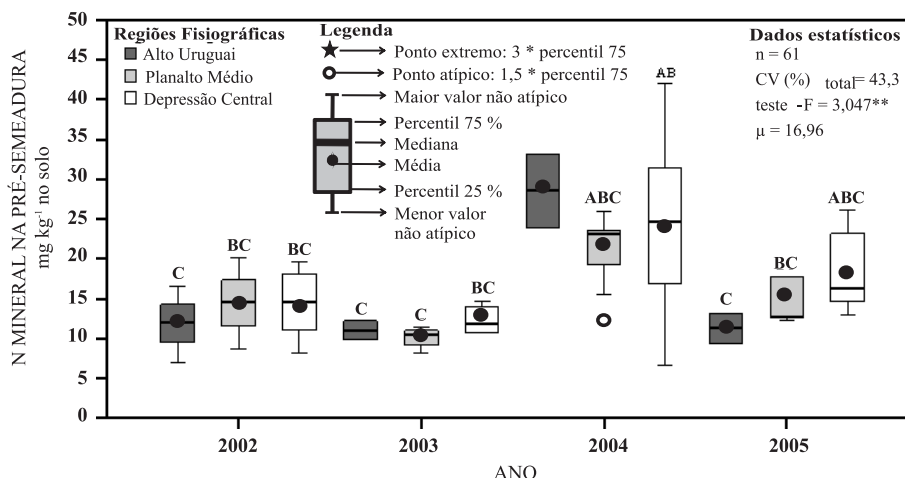 N MINERAL NA PRÉ-SEMEADURA
mg kg⁻¹ no solo
50
45
40
35
30
25
20
15
10
5
0
Regiões Fisiográficas
Alto Uruguai
Planalto Médio
Depressão Central
Legenda
Ponto extremo: 3 * percentil 75
Ponto atípico: 1,5 * percentil 75
Maior valor não atípico
Percentil 75 %
Mediana
Média
Percentil 25 %
Menor valor
não atípico
Dados estatísticos
n = 61
CV (%) total = 43,3
teste -F = 3,047**
μ = 16,96
C
BC
BC
C
C
BC
ABC
AB
C
BC
ABC
2002
2003
2004
2005
ANO